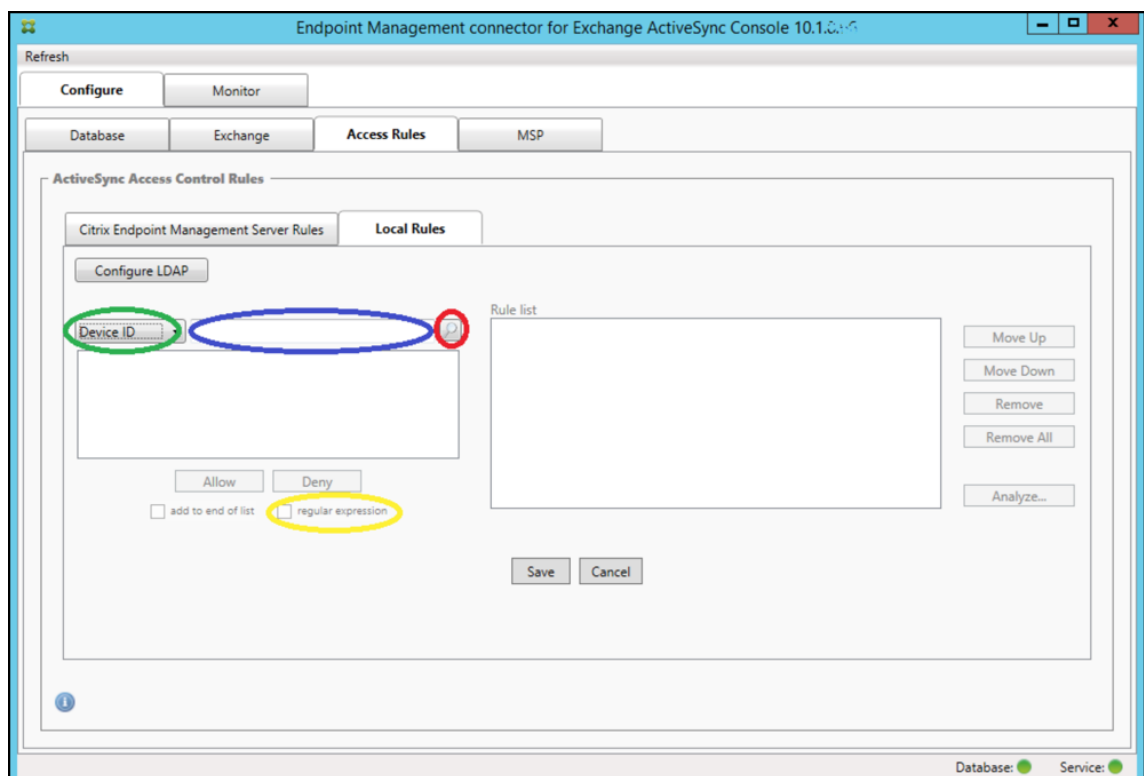 Endpoint Management connector for Exchange ActiveSync Console 10.1.
Refresh
Configure Monitor
Database Exchange Access Rules MSP
ActiveSync Access Control Rules
Citrix Endpoint Management Server Rules Local Rules
Configure LDAP
Rule list
Device ID
Move Up
Move Down
Remove
Remove All
Allow Deny
Analyze...
add to end of list regular expression
Save Cancel
Database: Service: